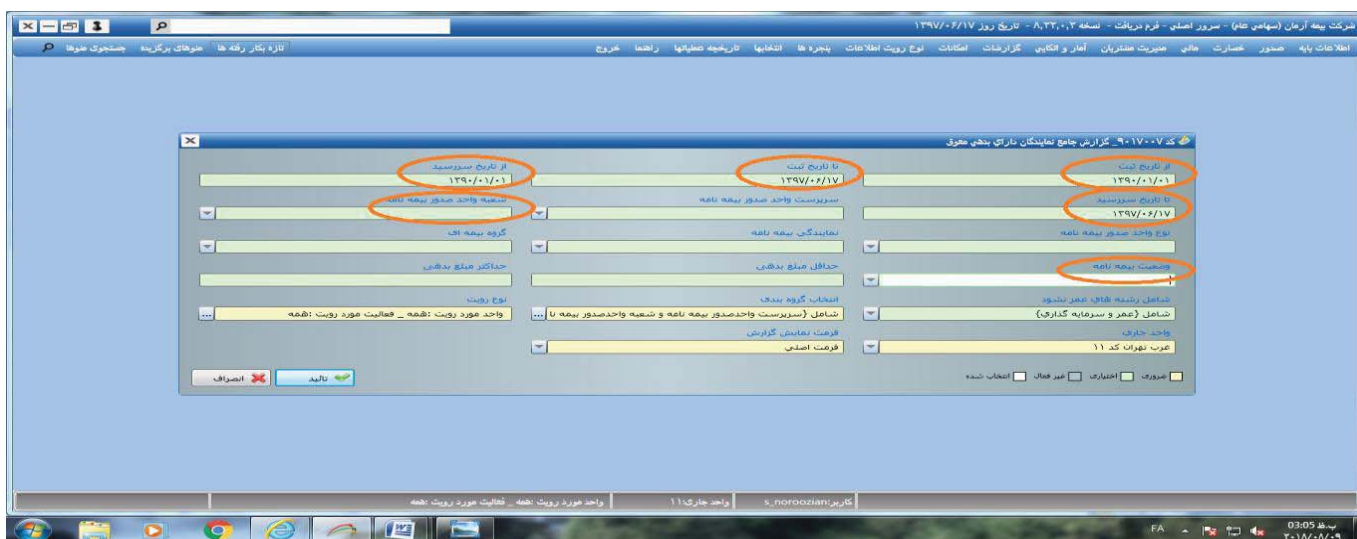 شرکت بیمه آرمان (سهامی عام) - سرور اصلی - فرم دریافت - نسخه ۸,۲۲,۰,۲ - تاریخ روز ۱۳۹۷/۰۶/۱۷
اطلاعات پایه صدور خسارت مالی مدیریت مشتریان آمار و اتکایی گزارشات امکانات نوع رویت اطلاعات پنجره ها انتخابها تاریخچه عملیاتها راهنما خروج تازه بکار رفته ها منوهای برگزیده جستجوی منوها
کد ۹۰۱۷۰۰۷_ گزارش جامع نمایندگان دارای بدهی معوق
از تاریخ ثبت تا تاریخ ثبت از تاریخ سررسید
۱۳۹۰/۰۱/۰۱ ۱۳۹۷/۰۶/۱۷ ۱۳۹۰/۰۱/۰۱
تا تاریخ سررسید سرپرست واحد صدور بیمه نامه شعبه واحد صدور بیمه نامه
۱۳۹۷/۰۶/۱۷
نوع واحد صدور بیمه نامه نمایندگی بیمه نامه گروه بیمه ای
وضعیت بیمه نامه حداقل مبلغ بدهی حداکثر مبلغ بدهی
شامل رشته های عمر نشود انتخاب گروه بندی نوع رویت
شامل {عمر و سرمایه گذاری} شامل {سرپرست واحدصدور بیمه نامه و شعبه واحدصدور بیمه نا ... واحد مورد رویت :همه _ فعالیت مورد رویت :همه ...
واحد جاری فرمت نمایش گزارش
غرب تهران کد ۱۱ فرمت اصلی
ضروری اختیاری غیر فعال انتخاب شده تائید انصراف
کاربر:s_noroozian واحد جاری:۱۱ واحد مورد رویت :همه _ فعالیت مورد رویت :همه
FA 03:05 ب.ظ
۲۰۱۸/۰۸/۰۹